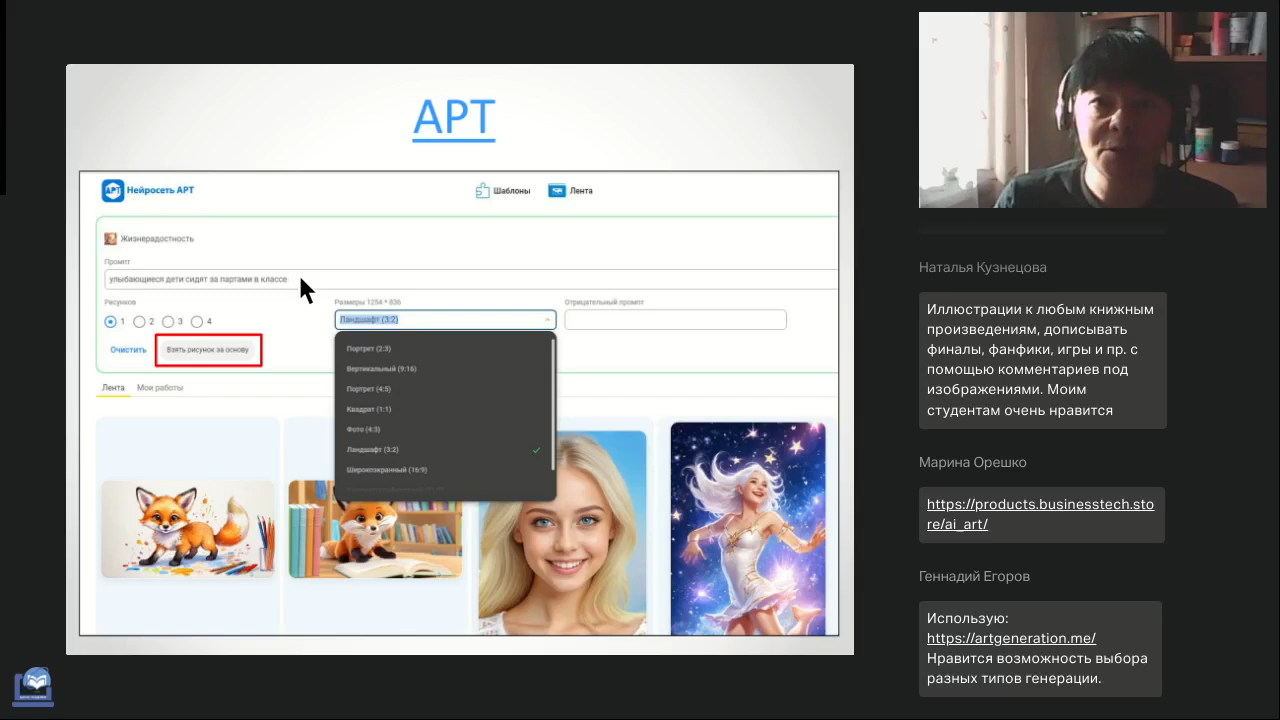 АРТ
АРТ Нейросеть АРТ
Шаблоны
Лента
Жизнерадостность
Промпт
улыбающиеся дети сидят за партами в классе
Рисунков
Размеры 1254 * 836
Отрицательный промпт
1 2 3 4
Ландшафт (3:2)
Очистить
Взять рисунок за основу
Портрет (2:3)
Вертикальный (9:16)
Портрет (4:5)
Квадрат (1:1)
Фото (4:3)
Ландшафт (3:2)
Широкоэкранный (16:9)
Лента Мои работы
Наталья Кузнецова
Иллюстрации к любым книжным
произведениям, дописывать
финалы, фанфики, игры и пр. с
помощью комментариев под
изображениями. Моим
студентам очень нравится
Марина Орешко
https://products.businesstech.sto
re/ai_art/
Геннадий Егоров
Использую:
https://artgeneration.me/
Нравится возможность выбора
разных типов генерации.